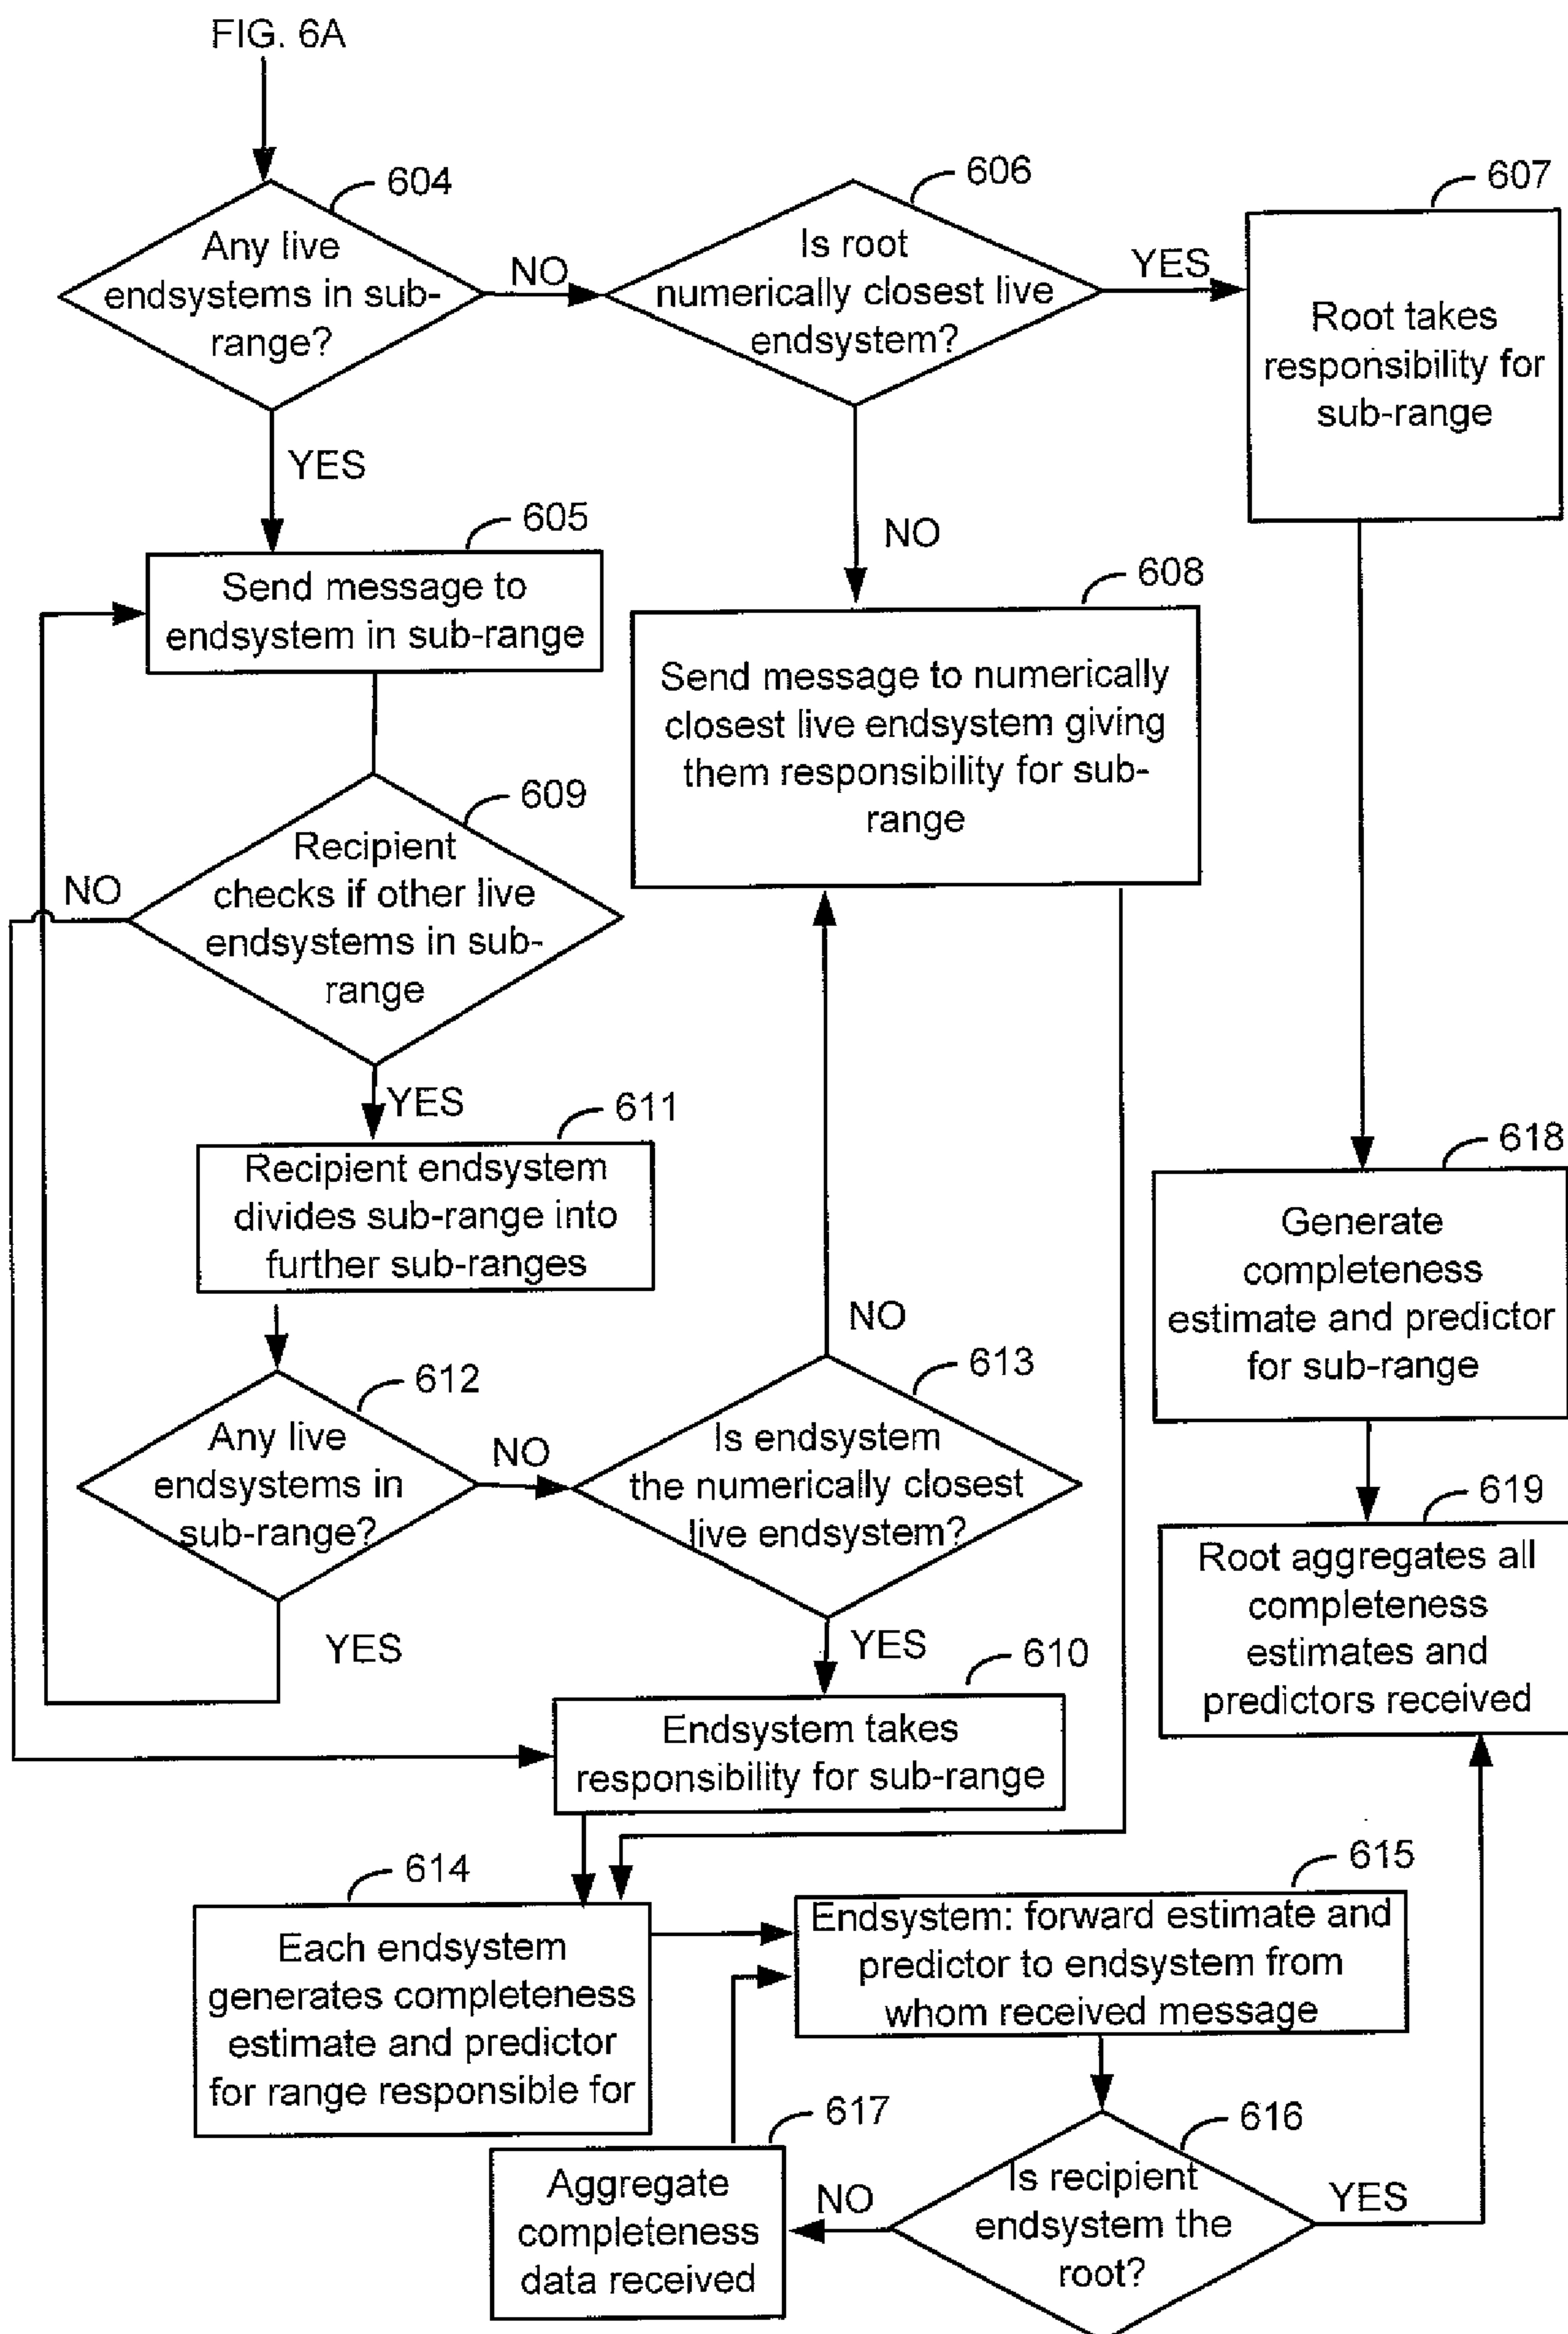 FIG. 6A
604
Any live
endsystems in sub-
range?
NO
606
Is root
numerically closest live
endsystem?
YES
607
Root takes
responsibility for
sub-range
YES
NO
605
Send message to
endsystem in sub-range
608
Send message to numerically
closest live endsystem giving
them responsibility for sub-
range
609
Recipient
checks if other live
endsystems in sub-
range
NO
YES
611
Recipient endsystem
divides sub-range into
further sub-ranges
618
Generate
completeness
estimate and predictor
for sub-range
612
Any live
endsystems in
sub-range?
NO
NO
613
Is endsystem
the numerically closest
live endsystem?
619
Root aggregates all
completeness
estimates and
predictors received
YES
YES
610
Endsystem takes
responsibility for sub-range
614
Each endsystem
generates completeness
estimate and predictor
for range responsible for
615
Endsystem: forward estimate and
predictor to endsystem from
whom received message
617
Aggregate
completeness
data received
NO
616
Is recipient
endsystem the
root?
YES